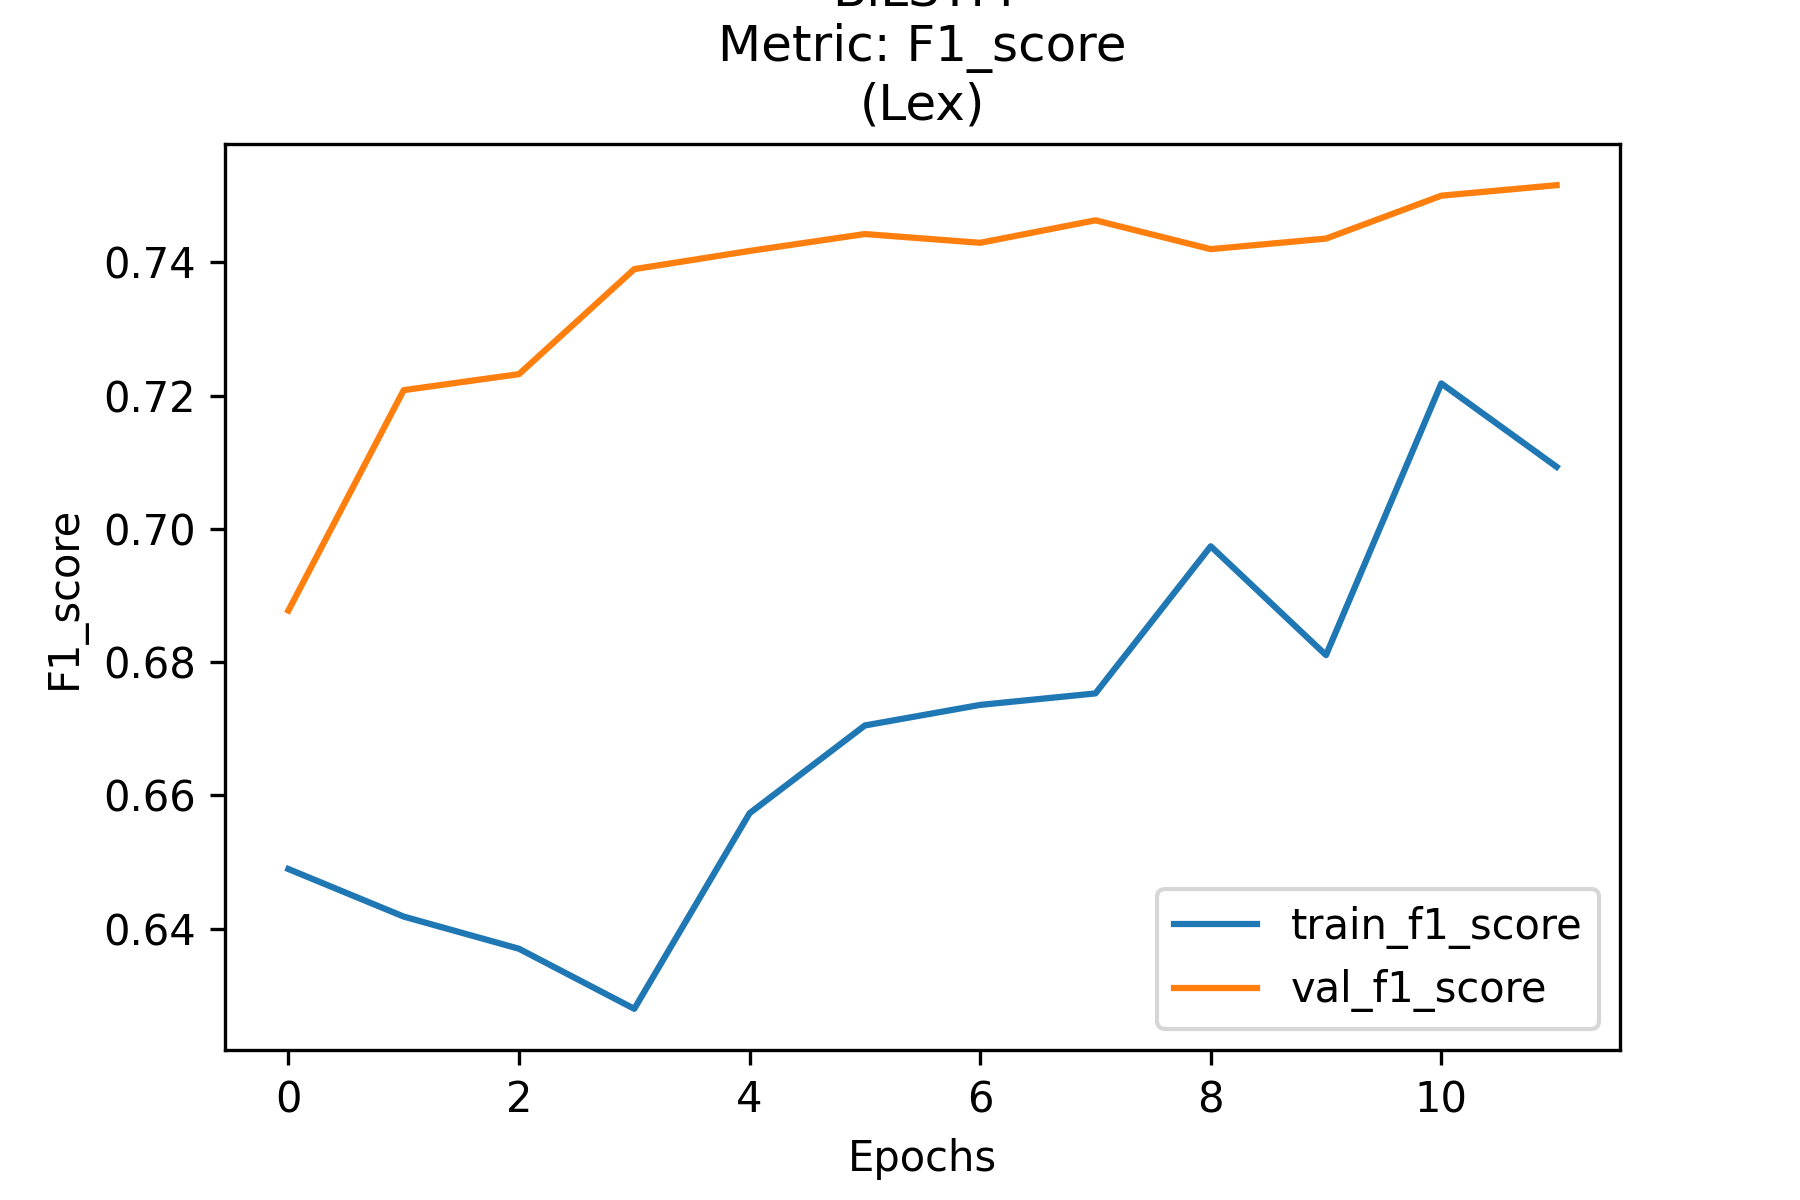 BiLSTM
Metric: F1_score
(Lex)
F1_score
0.74
0.72
0.70
0.68
0.66
0.64
train_f1_score
val_f1_score
0 2 4 6 8 10
Epochs